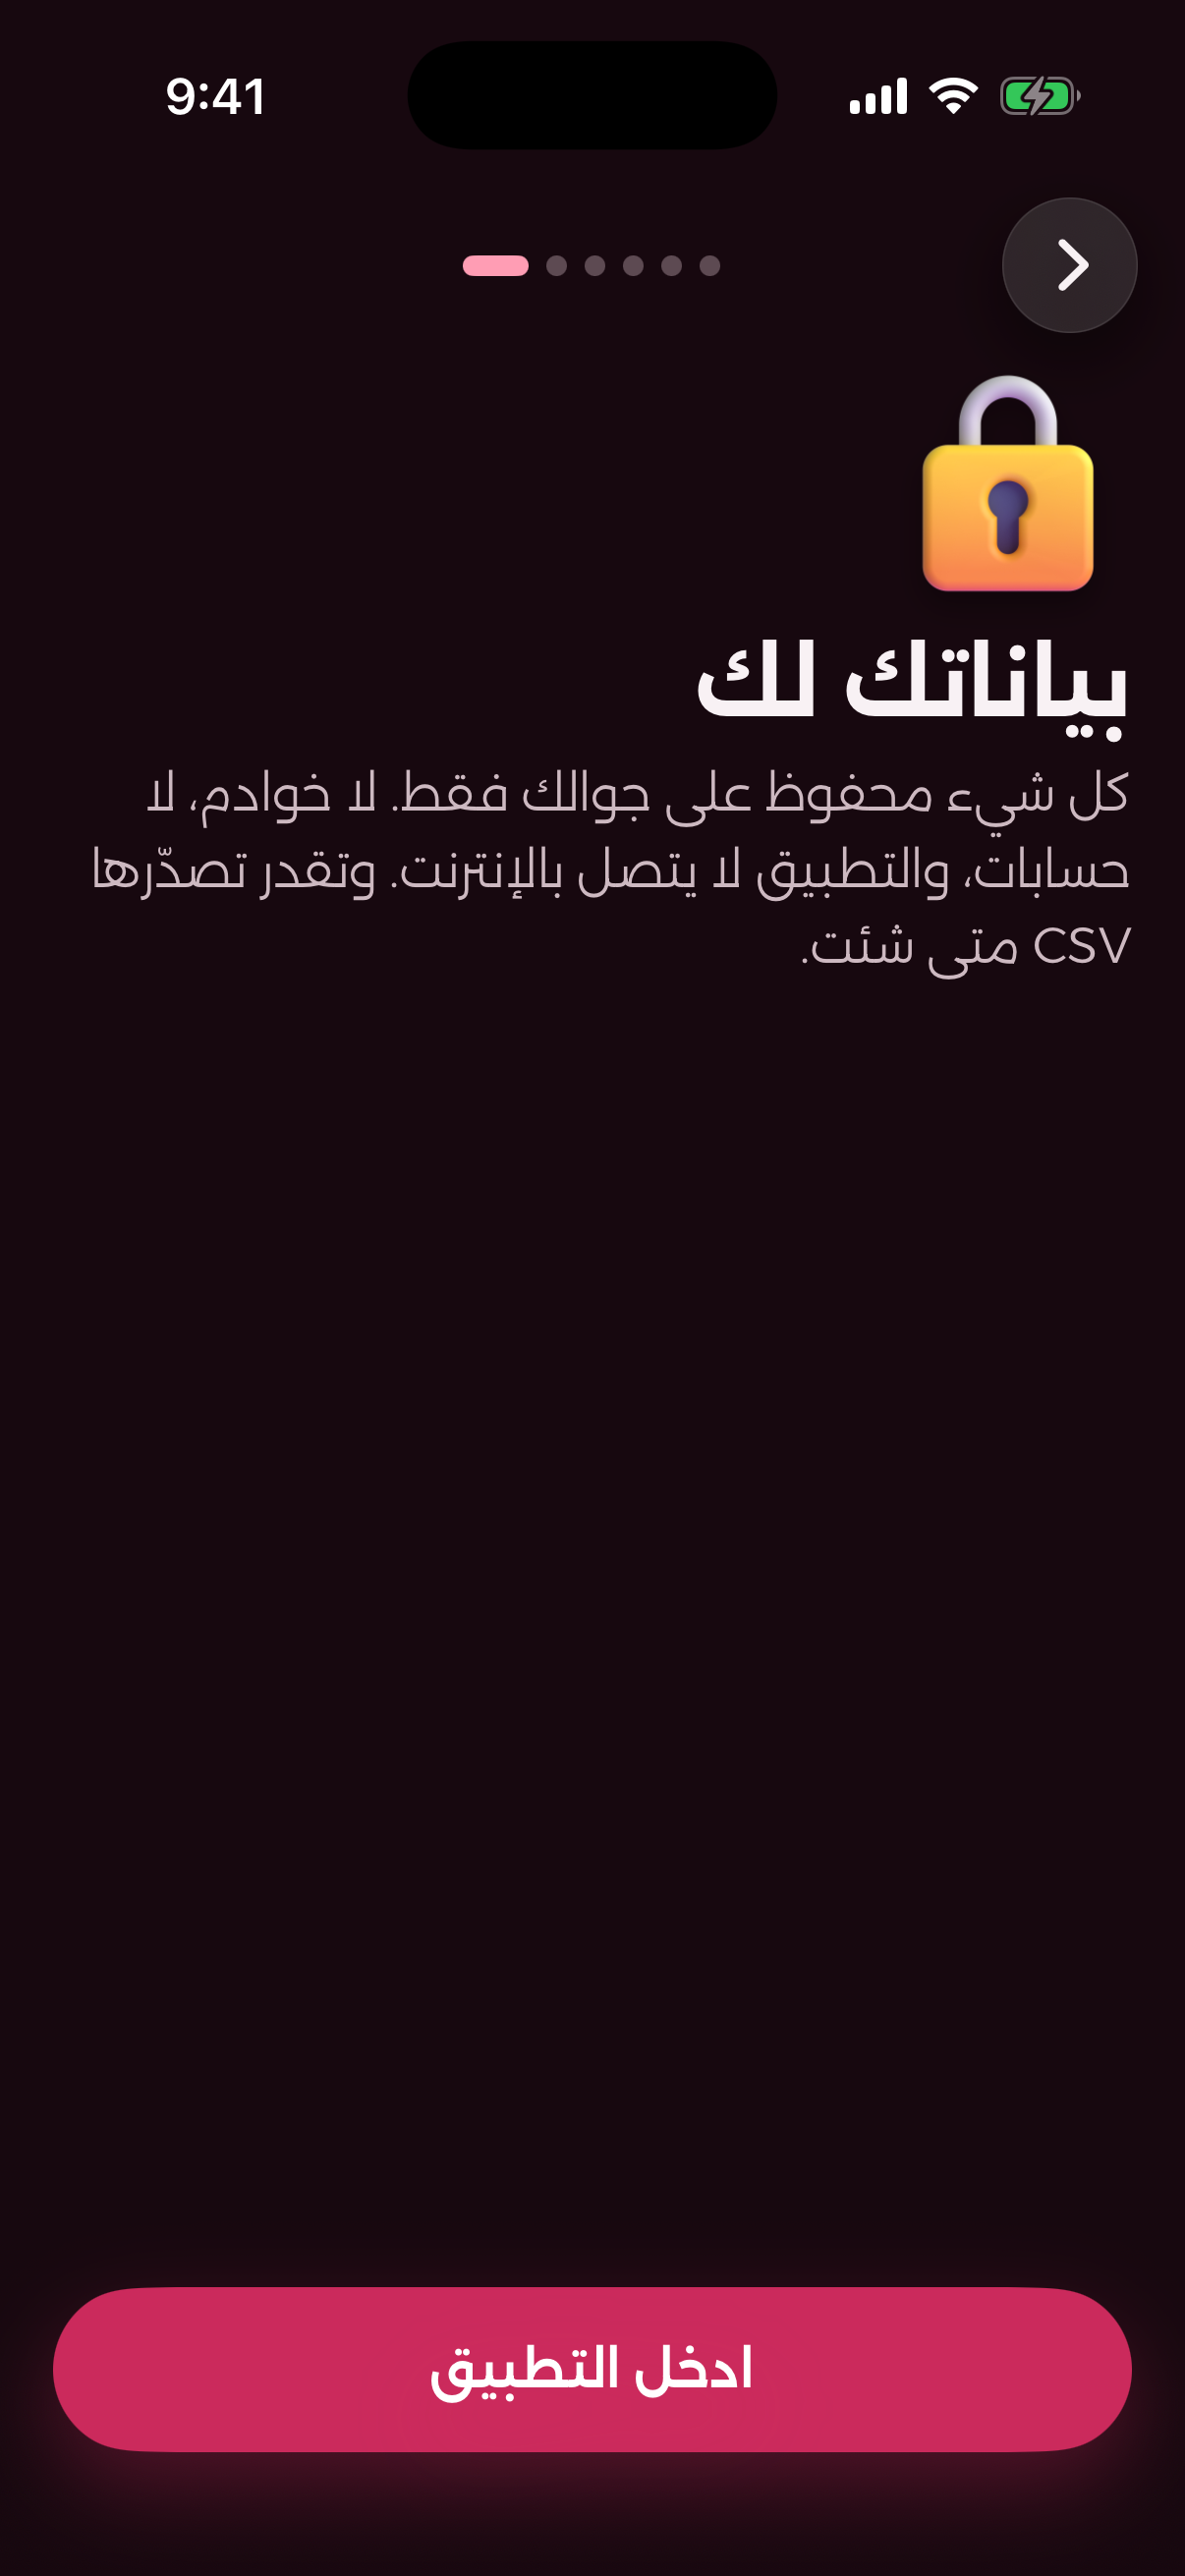 9:41
بياناتك لك
كل شيء محفوظ على جوالك فقط. لا خوادم، لا
حسابات، والتطبيق لا يتصل بالإنترنت. وتقدر تصدّرها
CSV متى شئت.
ادخل التطبيق